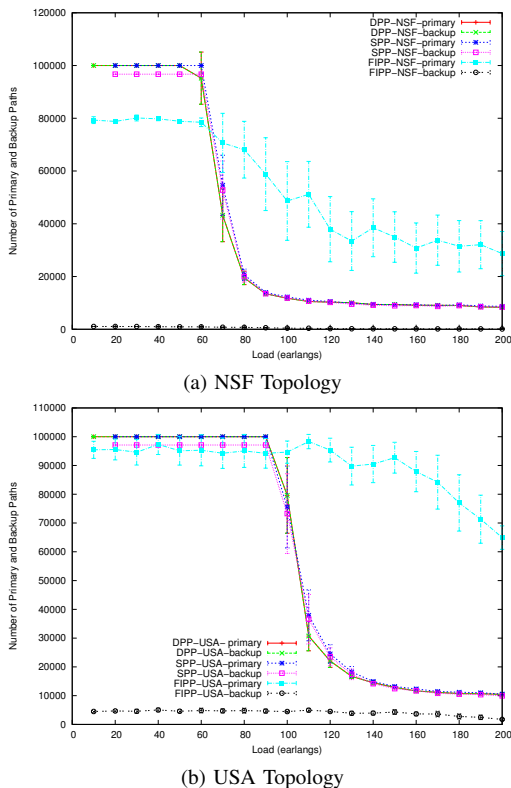 120000
100000
80000
60000
40000
20000
0
Number of Primary and Backup Paths
DPP-NSF-primary
DPP-NSF-backup
SPP-NSF-primary
SPP-NSF-backup
FIPP-NSF-primary
FIPP-NSF-backup
0 20 40 60 80 100 120 140 160 180 200
Load (earlangs)
(a) NSF Topology
110000
100000
90000
80000
70000
60000
50000
40000
30000
20000
10000
0
Number of Primary and Backup Paths
DPP-USA-primary
DPP-USA-backup
SPP-USA-primary
SPP-USA-backup
FIPP-USA-primary
FIPP-USA-backup
0 20 40 60 80 100 120 140 160 180 200
Load (earlangs)
(b) USA Topology